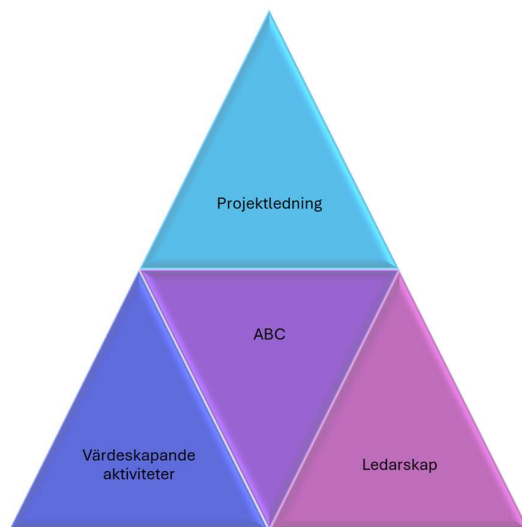 Projektledning
ABC
Värdeskapande
aktiviteter
Ledarskap